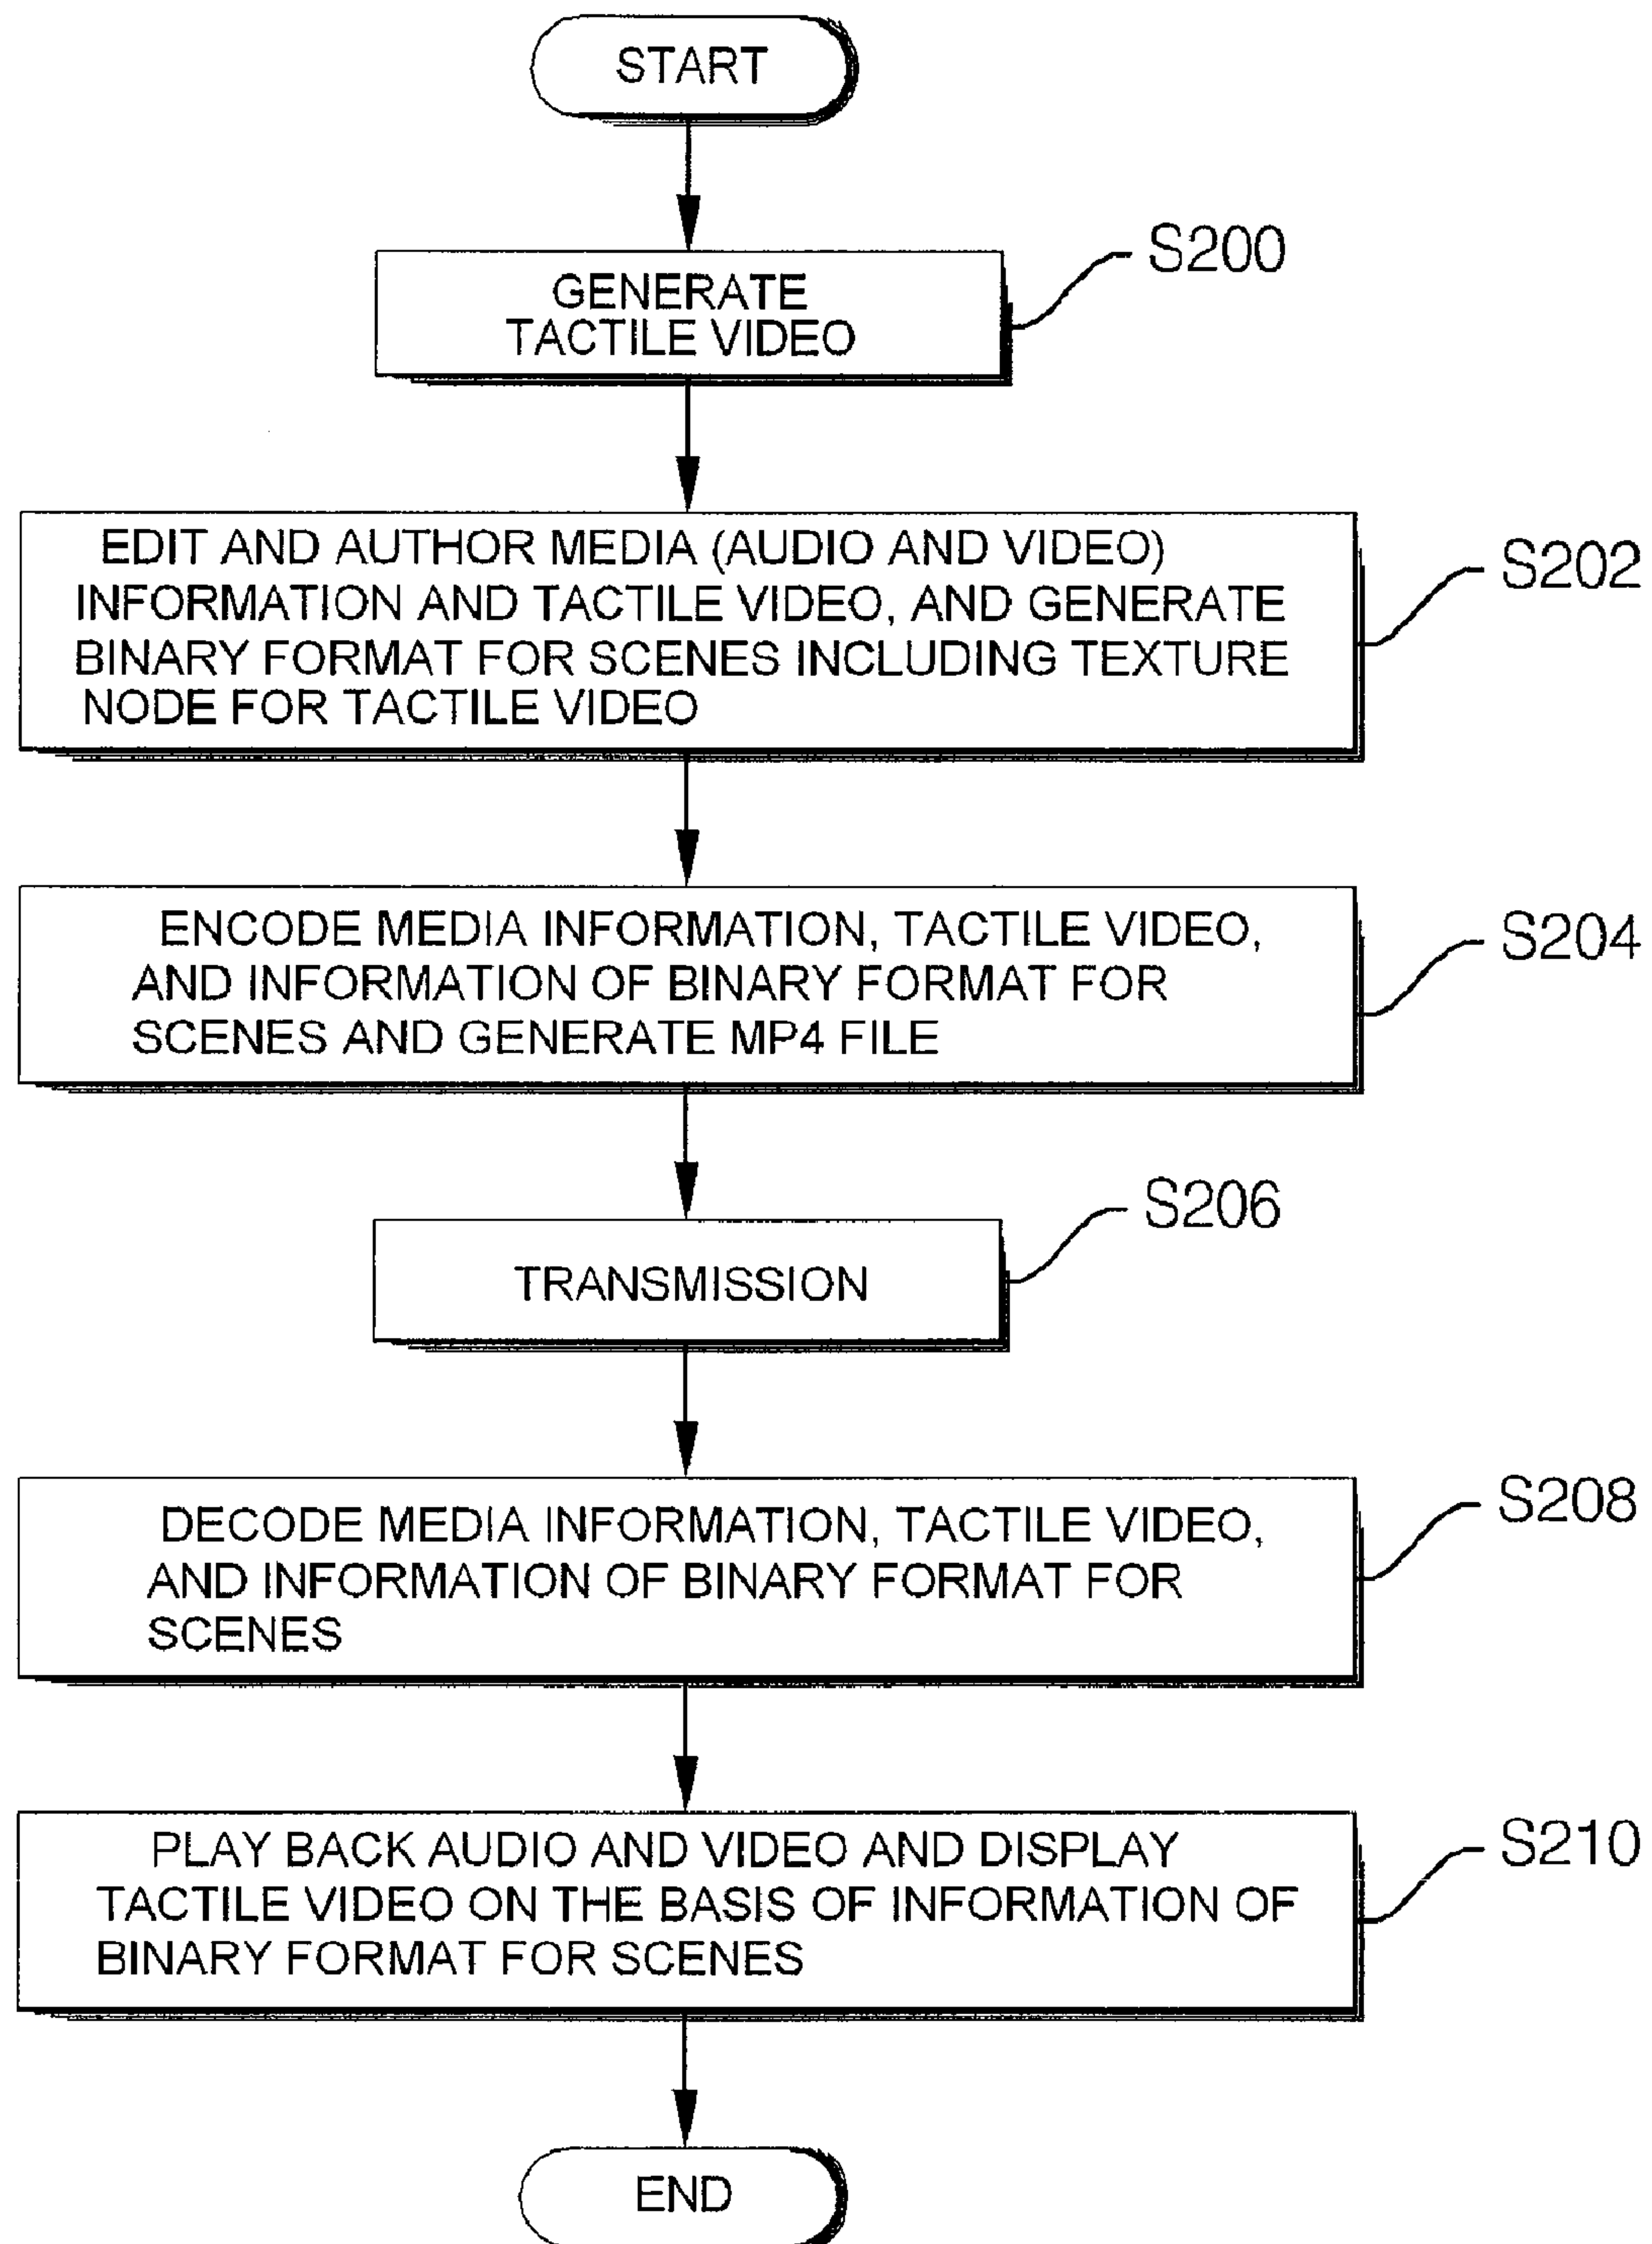 START
S200
GENERATE
TACTILE VIDEO
S202
EDIT AND AUTHOR MEDIA (AUDIO AND VIDEO)
INFORMATION AND TACTILE VIDEO, AND GENERATE
BINARY FORMAT FOR SCENES INCLUDING TEXTURE
NODE FOR TACTILE VIDEO
S204
ENCODE MEDIA INFORMATION, TACTILE VIDEO,
AND INFORMATION OF BINARY FORMAT FOR
SCENES AND GENERATE MP4 FILE
S206
TRANSMISSION
S208
DECODE MEDIA INFORMATION, TACTILE VIDEO,
AND INFORMATION OF BINARY FORMAT FOR
SCENES
S210
PLAY BACK AUDIO AND VIDEO AND DISPLAY
TACTILE VIDEO ON THE BASIS OF INFORMATION OF
BINARY FORMAT FOR SCENES
END